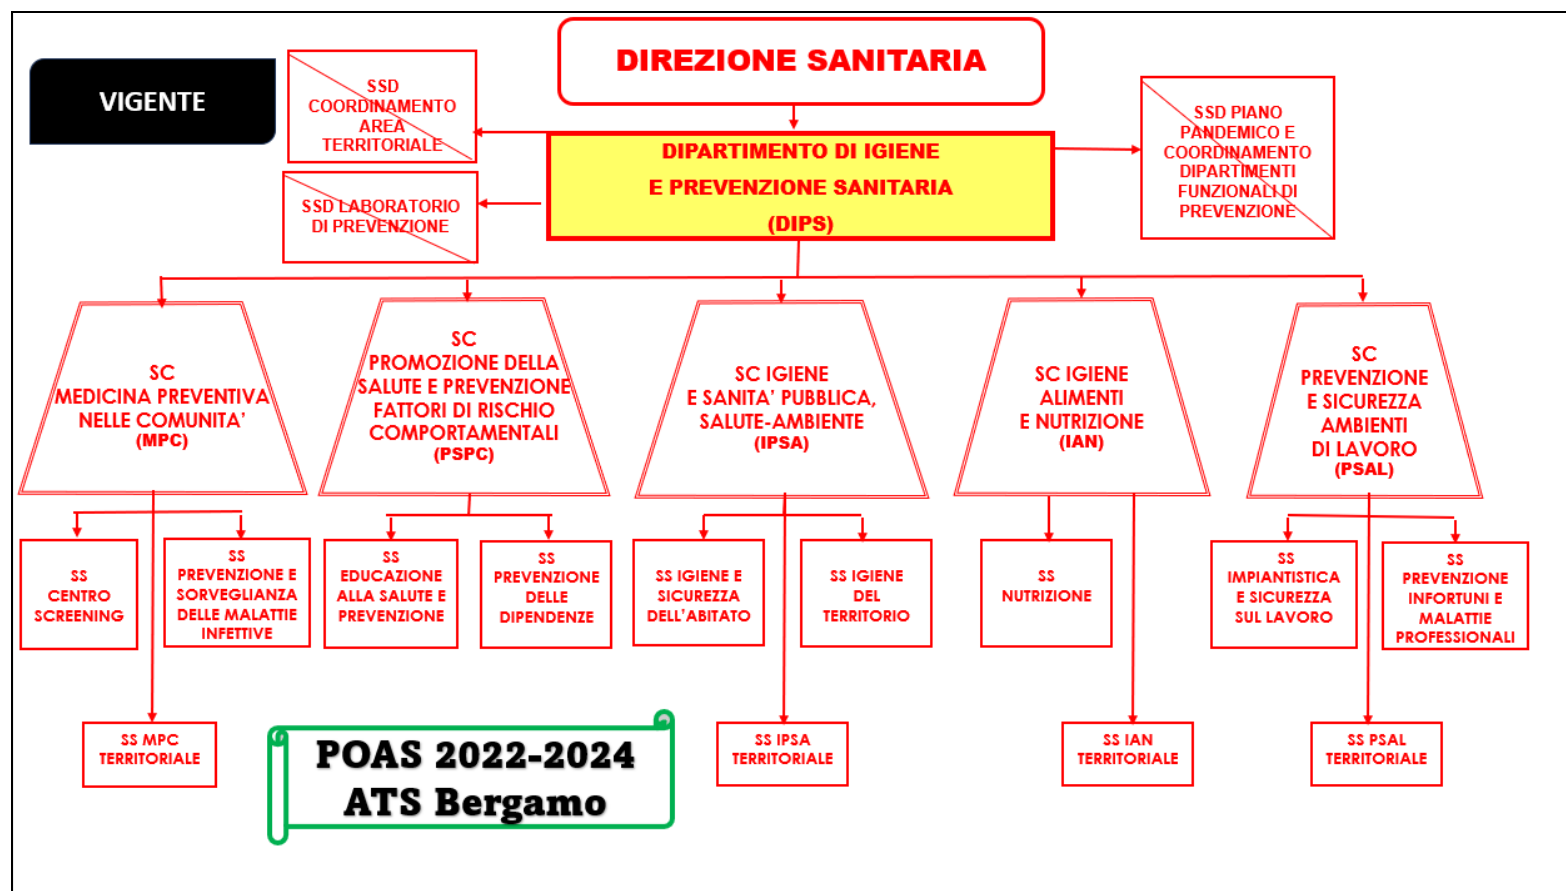 DIREZIONE SANITARIA
VIGENTE
SSD
COORDINAMENTO
AREA
TERRITORIALE
SSD PIANO
PANDEMICO E
COORDINAMENTO
DIPARTIMENTI
FUNZIONALI DI
PREVENZIONE
DIPARTIMENTO DI IGIENE
E PREVENZIONE SANITARIA
(DIPS)
SSD LABORATORIO
DI PREVENZIONE
SC
MEDICINA PREVENTIVA
NELLE COMUNITA’
(MPC)
SC
PROMOZIONE DELLA
SALUTE E PREVENZIONE
FATTORI DI RISCHIO
COMPORTAMENTALI
(PSPC)
SC IGIENE
E SANITA’ PUBBLICA,
SALUTE-AMBIENTE
(IPSA)
SC IGIENE
ALIMENTI
E NUTRIZIONE
(IAN)
SC
PREVENZIONE
E SICUREZZA
AMBIENTI
DI LAVORO
(PSAL)
SS
CENTRO
SCREENING
SS
PREVENZIONE E
SORVEGLIANZA
DELLE MALATTIE
INFETTIVE
SS
EDUCAZIONE
ALLA SALUTE E
PREVENZIONE
SS
PREVENZIONE
DELLE
DIPENDENZE
SS IGIENE E
SICUREZZA
DELL’ABITATO
SS IGIENE
DEL
TERRITORIO
SS
NUTRIZIONE
SS
IMPIANTISTICA
E SICUREZZA
SUL LAVORO
SS
PREVENZIONE
INFORTUNI E
MALATTIE
PROFESSIONALI
SS MPC
TERRITORIALE
SS IPSA
TERRITORIALE
SS IAN
TERRITORIALE
SS PSAL
TERRITORIALE
POAS 2022-2024
ATS Bergamo